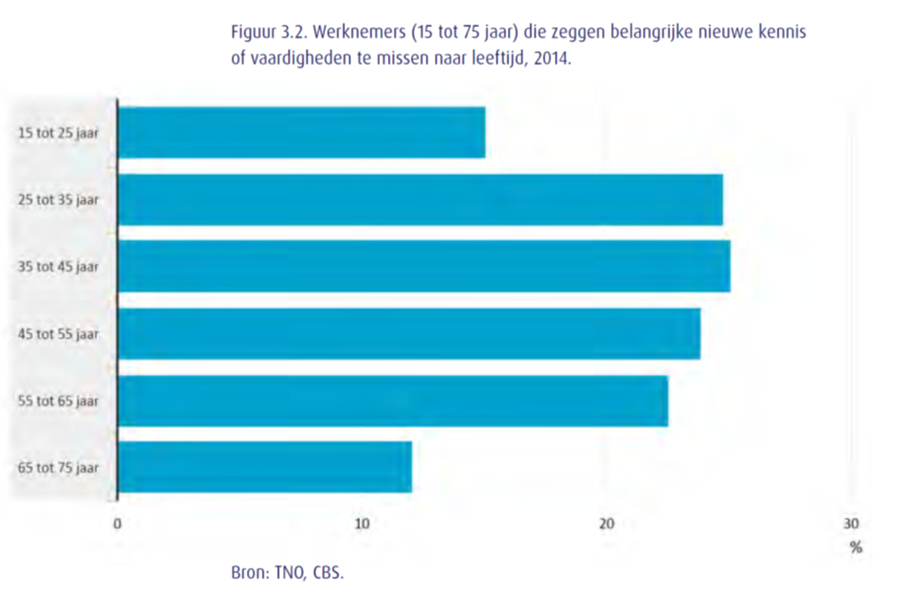 Figuur 3.2. Werknemers (15 tot 75 jaar) die zeggen belangrijke nieuwe kennis
of vaardigheden te missen naar leeftijd, 2014.
15 tot 25 jaar
25 tot 35 jaar
35 tot 45 jaar
45 tot 55 jaar
55 tot 65 jaar
65 tot 75 jaar
0 10 20 30
%
Bron: TNO, CBS.